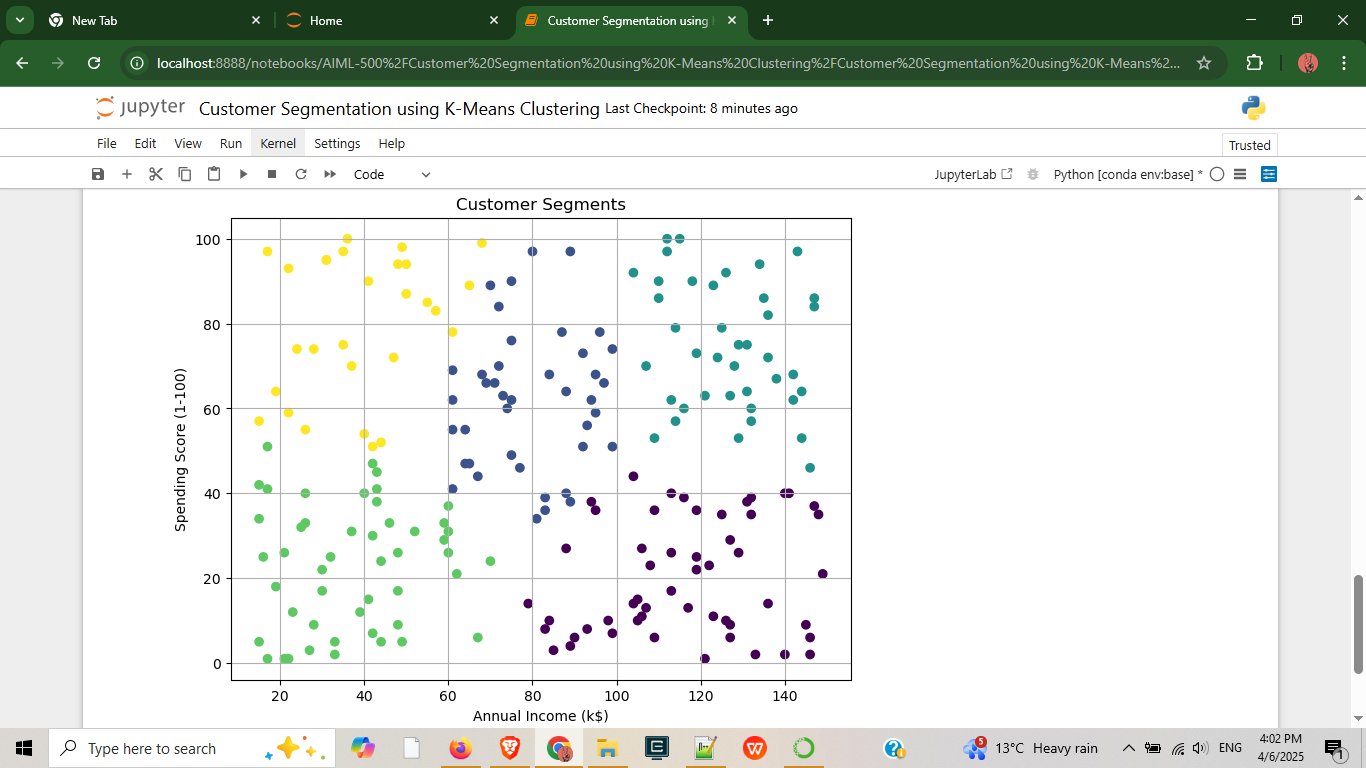 New Tab
Home
Customer Segmentation using
localhost:8888/notebooks/AIML-500%2FCustomer%20Segmentation%20using%20K-Means%20Clustering%2FCustomer%20Segmentation%20using%20K-Means%2...
jupyter Customer Segmentation using K-Means Clustering Last Checkpoint: 8 minutes ago
File Edit View Run Kernel Settings Help
Trusted
Code
JupyterLab
Python [conda env:base] *
Customer Segments
100
80
60
40
20
0
Spending Score (1-100)
20 40 60 80 100 120 140
Annual Income (k$)
Type here to search
5
13°C Heavy rain
ENG
4:02 PM
4/6/2025
1